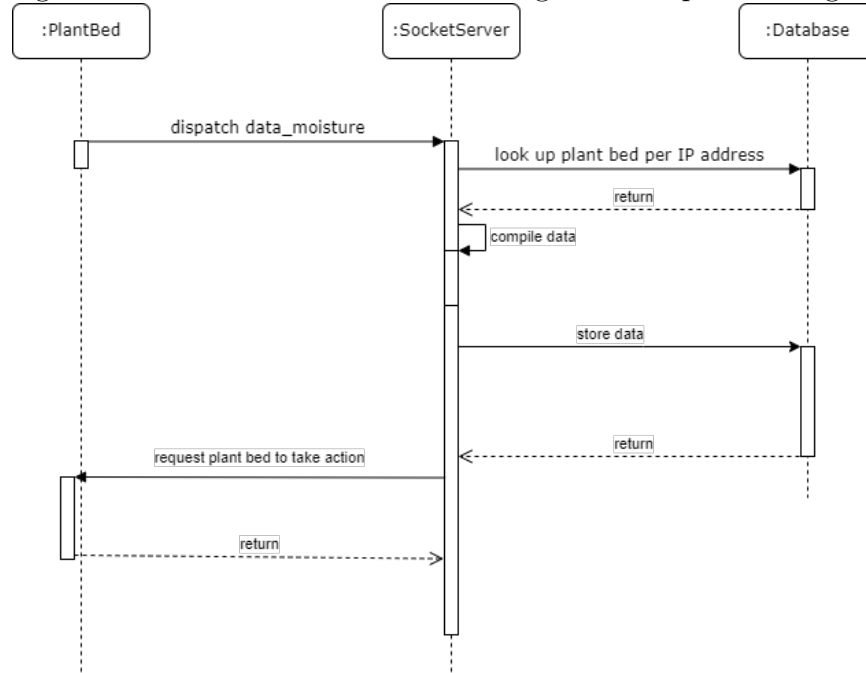 :PlantBed
:SocketServer
:Database
dispatch data_moisture
look up plant bed per IP address
return
compile data
store data
return
request plant bed to take action
return